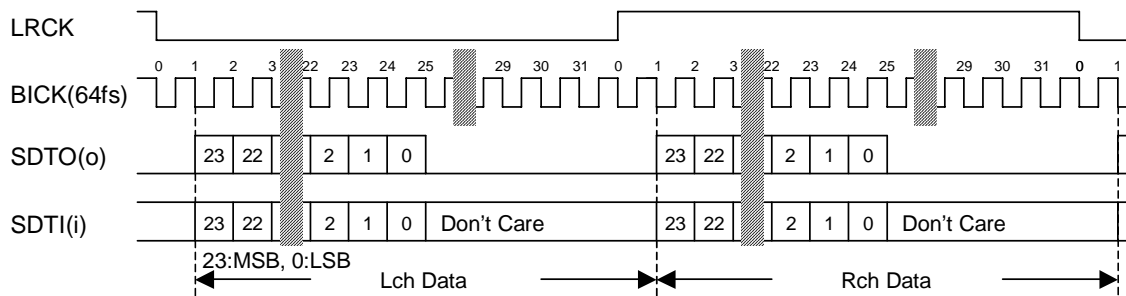 LRCK
0 1 2 3 22 23 24 25 29 30 31 0 1 2 3 22 23 24 25 29 30 31 0 1
BICK(64fs)
SDTO(o) 23 22 2 1 0 23 22 2 1 0
SDTI(i) 23 22 2 1 0 Don't Care 23 22 2 1 0 Don't Care
23:MSB, 0:LSB
Lch Data Rch Data